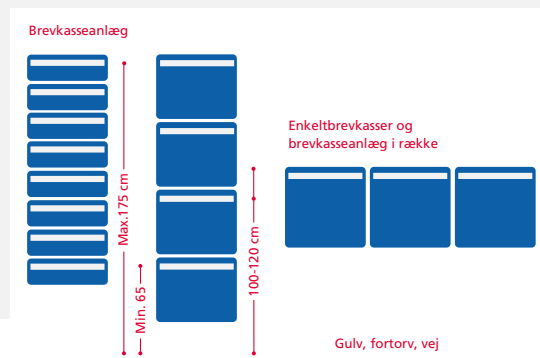 Brevkasseanlæg
Max.175 cm
Min. 65
100-120 cm
Enkeltbrevkasser og
brevkasseanlæg i række
Gulv, fortorv, vej